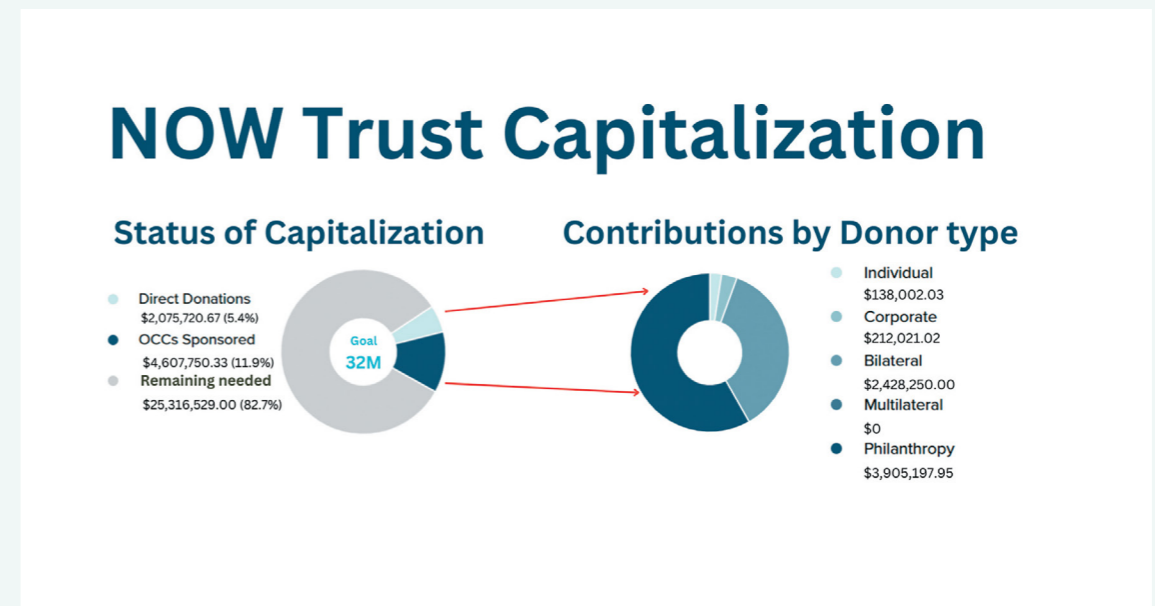 NOW Trust Capitalization
Status of Capitalization
Direct Donations
$2,075,720.67 (5.4%)
OCCs Sponsored
$4,607,750.33 (11.9%)
Remaining needed
$25,316,529.00 (82.7%)
Goal
32M
Contributions by Donor type
Individual
$138,002.03
Corporate
$212,021.02
Bilateral
$2,428,250.00
Multilateral
$0
Philanthropy
$3,905,197.95